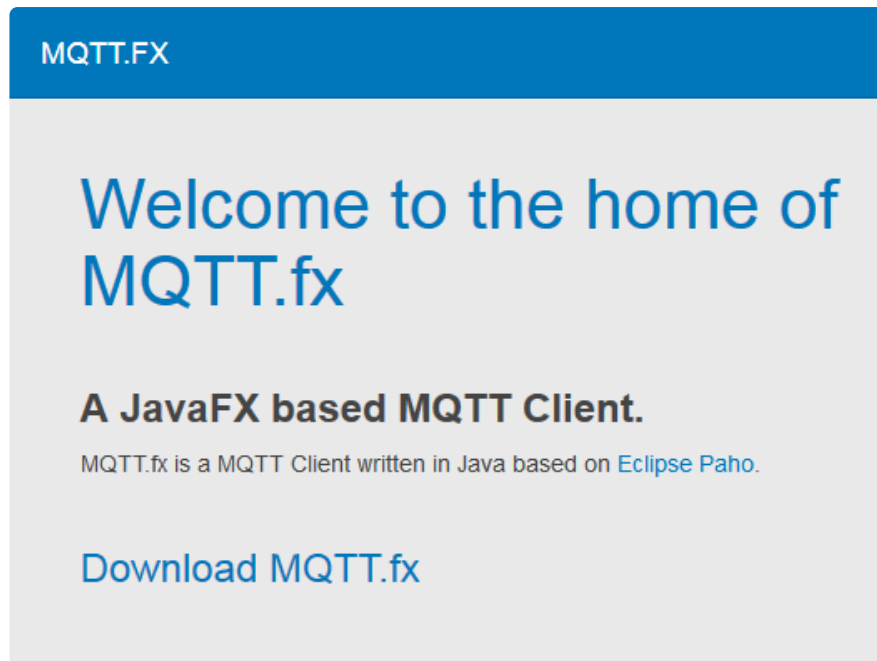 MQTT.FX
Welcome to the home of
MQTT.fx
A JavaFX based MQTT Client.
MQTT.fx is a MQTT Client written in Java based on Eclipse Paho.
Download MQTT.fx